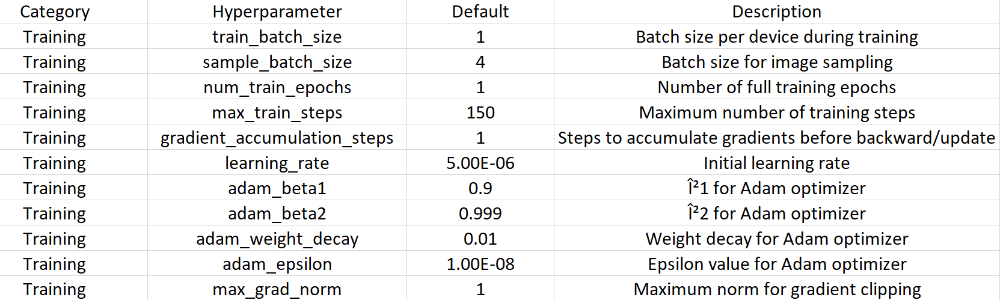 Category Hyperparameter Default Description
Training train_batch_size 1 Batch size per device during training
Training sample_batch_size 4 Batch size for image sampling
Training num_train_epochs 1 Number of full training epochs
Training max_train_steps 150 Maximum number of training steps
Training gradient_accumulation_steps 1 Steps to accumulate gradients before backward/update
Training learning_rate 5.00E-06 Initial learning rate
Training adam_beta1 0.9 Î²1 for Adam optimizer
Training adam_beta2 0.999 Î²2 for Adam optimizer
Training adam_weight_decay 0.01 Weight decay for Adam optimizer
Training adam_epsilon 1.00E-08 Epsilon value for Adam optimizer
Training max_grad_norm 1 Maximum norm for gradient clipping